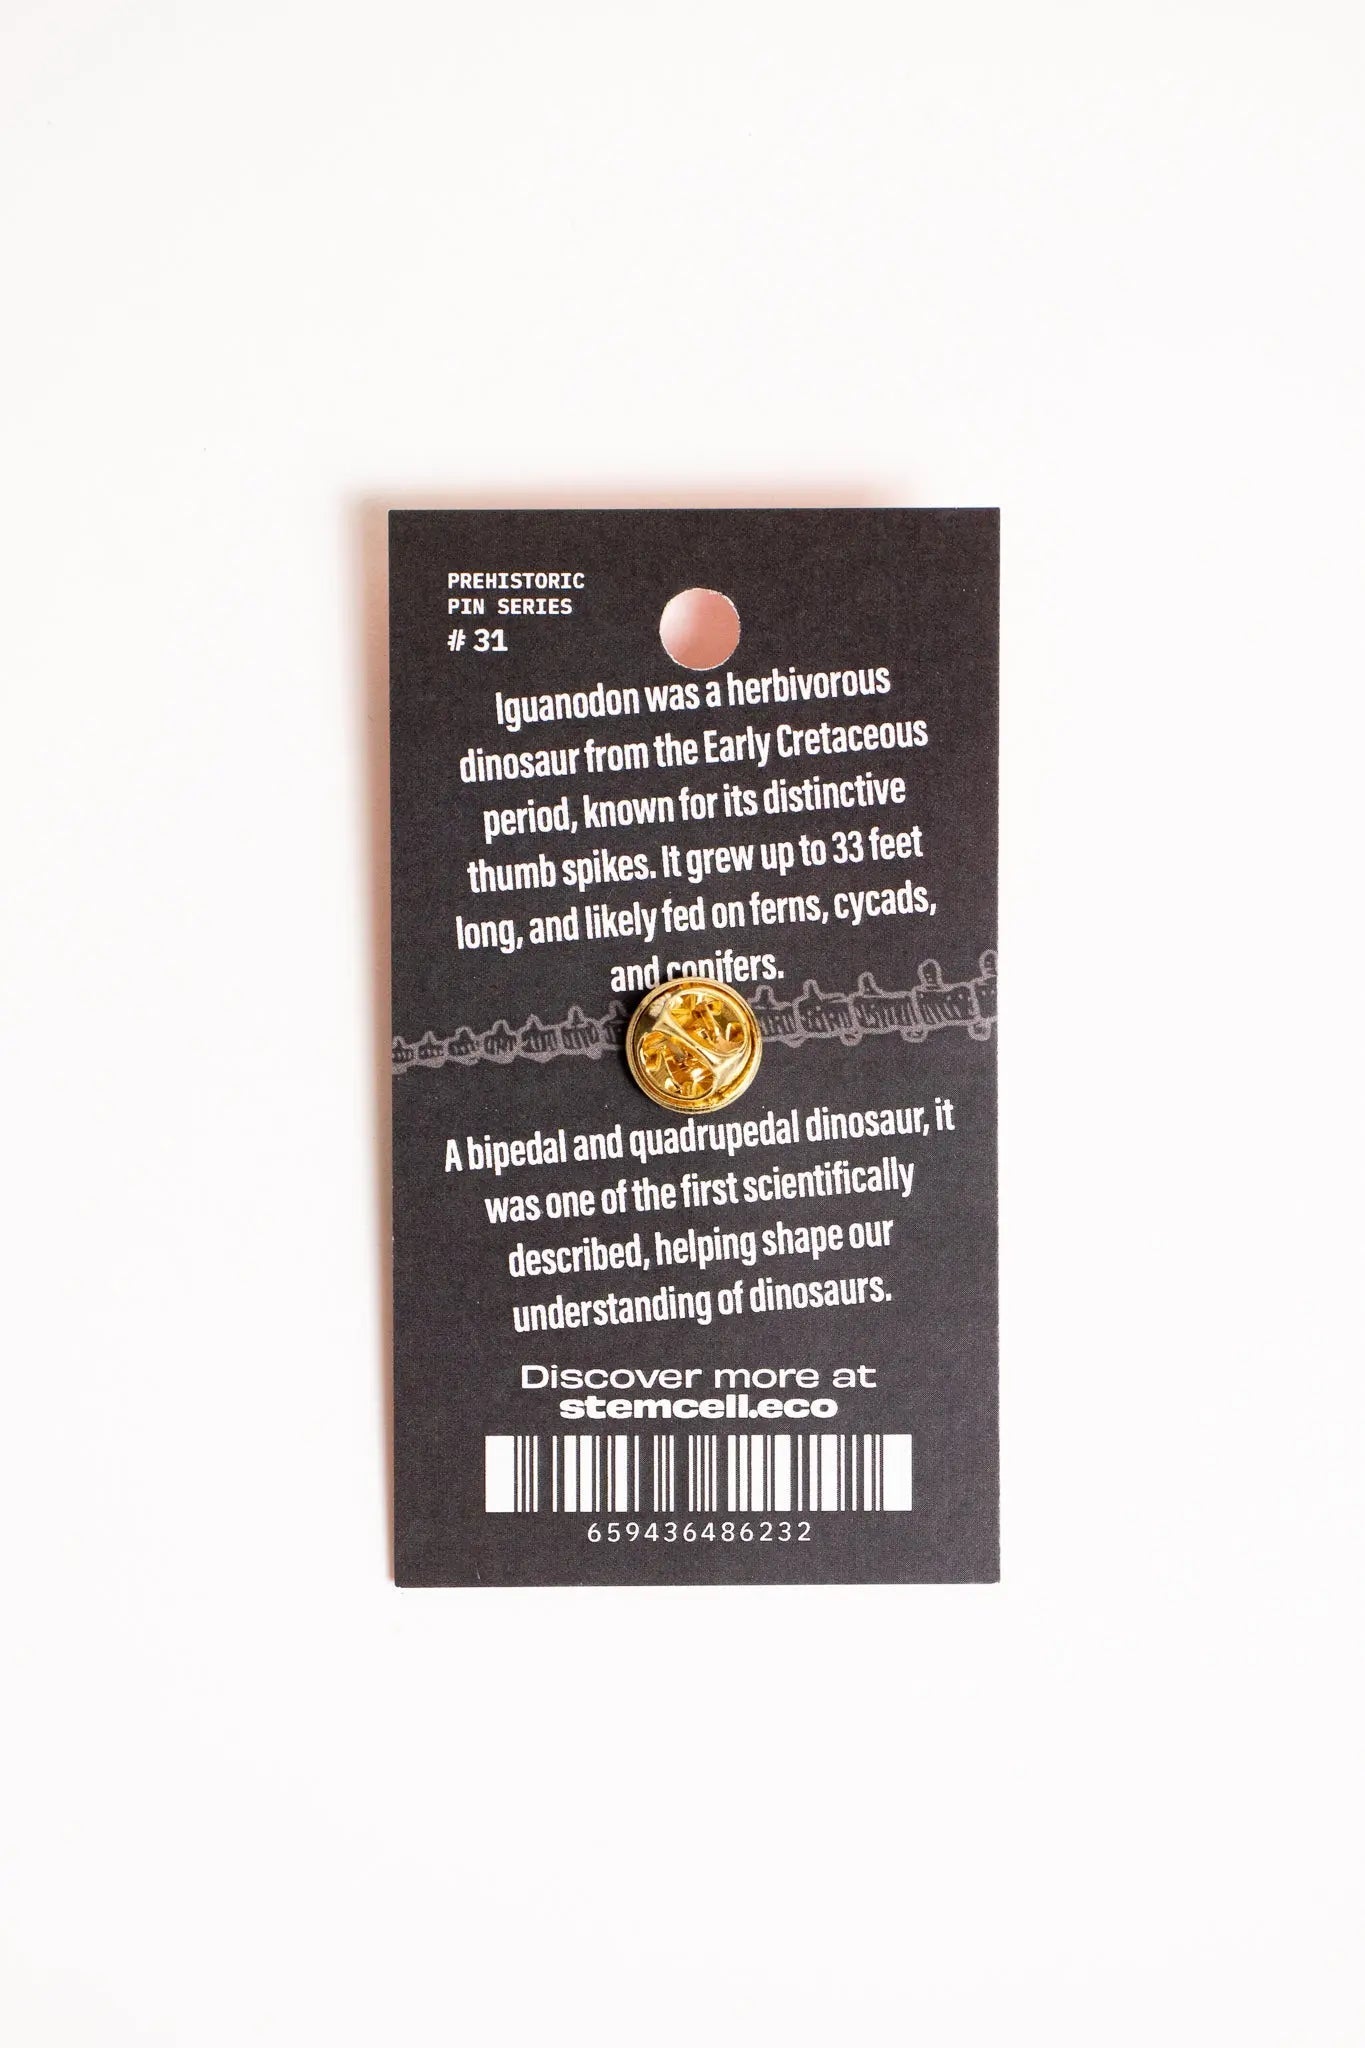 PREHISTORIC
PIN SERIES
# 31
Iguanodon was a herbivorous
dinosaur from the Early Cretaceous
period, known for its distinctive
thumb spikes. It grew up to 33 feet
long, and likely fed on ferns, cycads,
and conifers.
A bipedal and quadrupedal dinosaur, it
was one of the first scientifically
described, helping shape our
understanding of dinosaurs.
Discover more at
stemcell.eco
659436486232